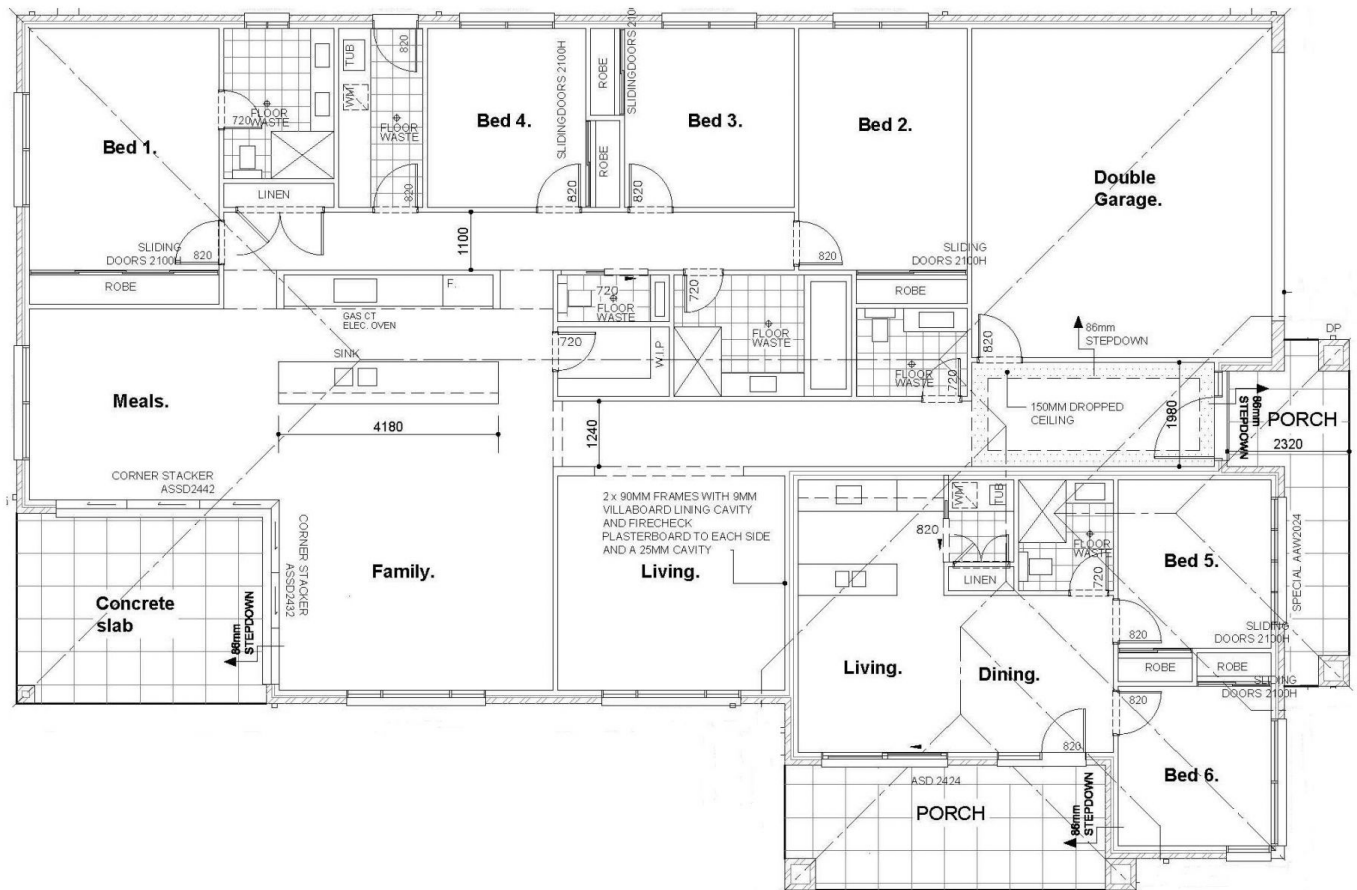 TUB
820
SLIDINGDOORS 2100H
SLIDINGDOORS 210
ROBE
WM
FLOOR
WASTE
720
FLOOR
WASTE
Bed 1.
Bed 4.
Bed 3.
Bed 2.
ROBE
Double
Garage.
LINEN
820
820
820
SLIDING
DOORS 2100H
820
1100
820
SLIDING
DOORS 2100H
ROBE
F.
GAS CT
ELEC. OVEN
720
FLOOR
WASTE
720
FLOOR
WASTE
ROBE
820
86mm
STEPDOWN
DP
SINK
720
W.I.P
FLOOR
WASTE
720
Meals.
4180
1240
150MM DROPPED
CEILING
1980
86mm
STEPDOWN
PORCH
2320
CORNER STACKER
ASSD2442
CORNER STACKER
ASSD2432
2 x 90MM FRAMES WITH 9MM
VILLABOARD LINING CAVITY
AND FIRECHECK
PLASTERBOARD TO EACH SIDE
AND A 25MM CAVITY
WM
TUB
820
FLOOR
WASTE
720
LINEN
Bed 5.
SPECIAL AAW2024
Family.
Living.
Concrete
slab
86mm
STEPDOWN
820
SLIDING
DOORS 2100H
Living.
Dining.
ROBE
ROBE
SLIDING
DOORS 2100H
820
820
Bed 6.
ASD 2424
PORCH
86mm
STEPDOWN